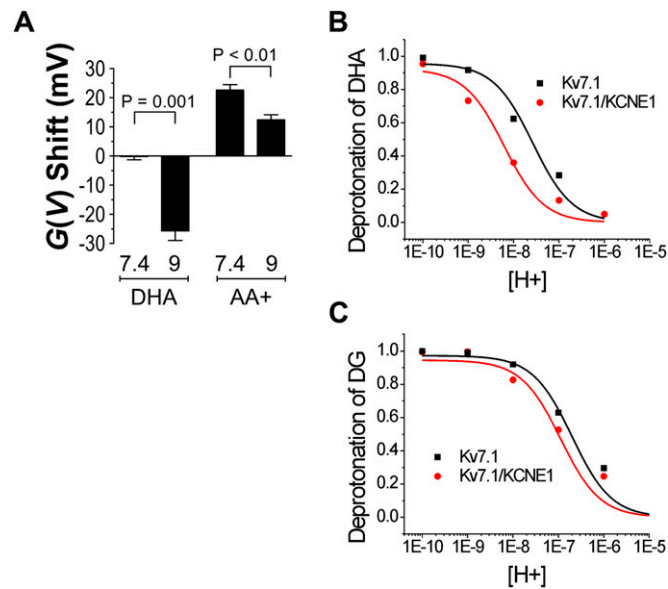 A
G(V) Shift (mV)
30
20
10
0
-10
-20
-30
P = 0.001
P < 0.01
7.4 9 7.4 9
DHA AA+
B
Deprotonation of DHA
1.0
0.8
0.6
0.4
0.2
0.0
Kv7.1
Kv7.1/KCNE1
1E-10 1E-9 1E-8 1E-7 1E-6 1E-5
[H+]
C
Deprotonation of DG
1.0
0.8
0.6
0.4
0.2
0.0
Kv7.1
Kv7.1/KCNE1
1E-10 1E-9 1E-8 1E-7 1E-6 1E-5
[H+]